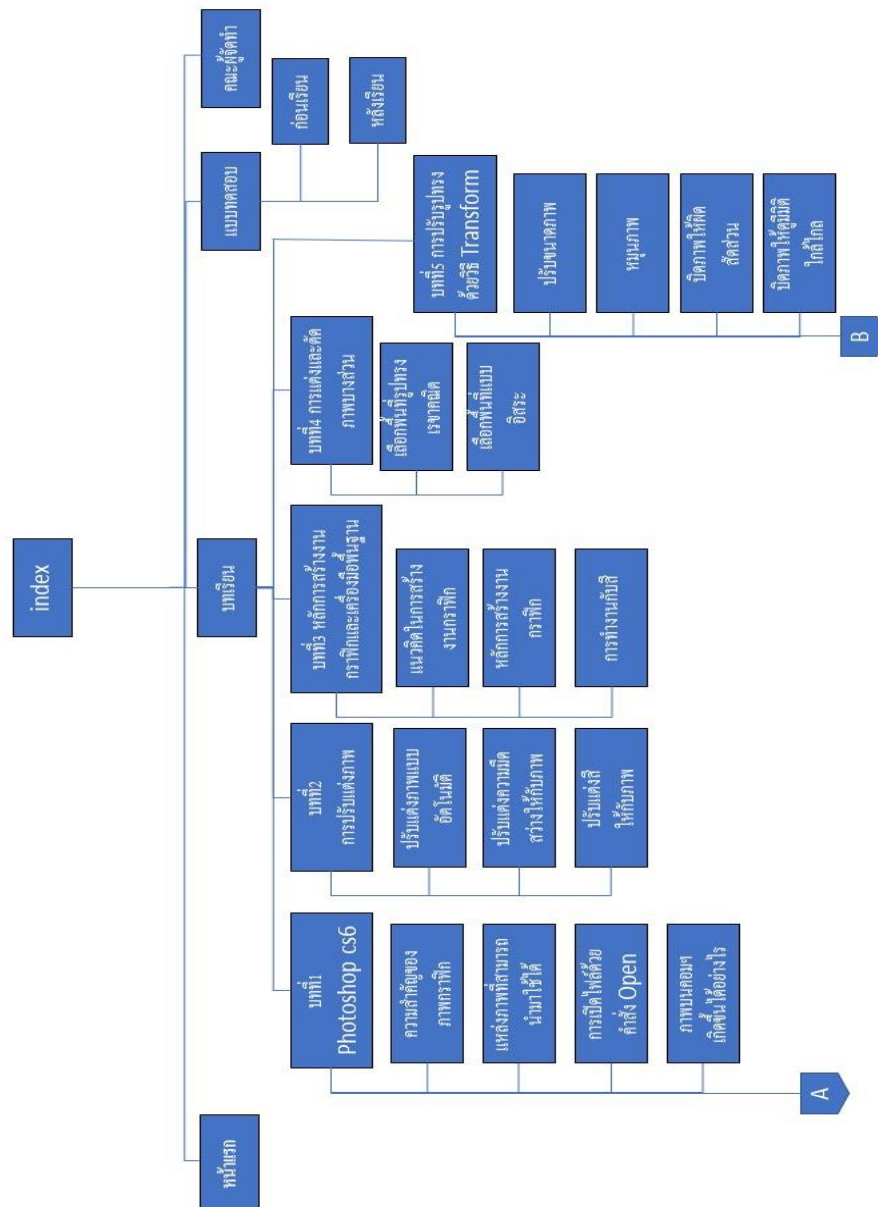 index
หน้าแรก
บทเรียน
แบบทดสอบ
คณะผู้จัดทำ
ก่อนเรียน
หลังเรียน
บทที่1
Photoshop cs6
ความสำคัญของ
ภาพกราฟิก
แหล่งภาพที่สามารถ
นำมาใช้ได้
การเปิดไฟล์ด้วย
คำสั่ง Open
ภาพบนคอมฯ
เกิดขึ้นได้อย่างไร
A
บทที่2
การปรับแต่งภาพ
ปรับแต่งภาพแบบ
อัตโนมัติ
ปรับแต่งความมืด
สว่างให้กับภาพ
ปรับแต่งสี
ให้กับภาพ
บทที่3 หลักการสร้างงาน
กราฟิกและเครื่องมือพื้นฐาน
แนวคิดในการสร้าง
งานกราฟิก
หลักการสร้างงาน
กราฟิก
การทำงานกับสี
บทที่4 การแต่งและตัด
ภาพบางส่วน
เลือกพื้นที่รูปทรง
เรขาคณิต
เลือกพื้นที่แบบ
อิสระ
บทที่5 การปรับรูปทรง
ด้วยวิธี Transform
ปรับขนาดภาพ
หมุนภาพ
บิดภาพให้ผิด
สัดส่วน
บิดภาพให้ดูมีมิติ
ใกล้ไกล
B